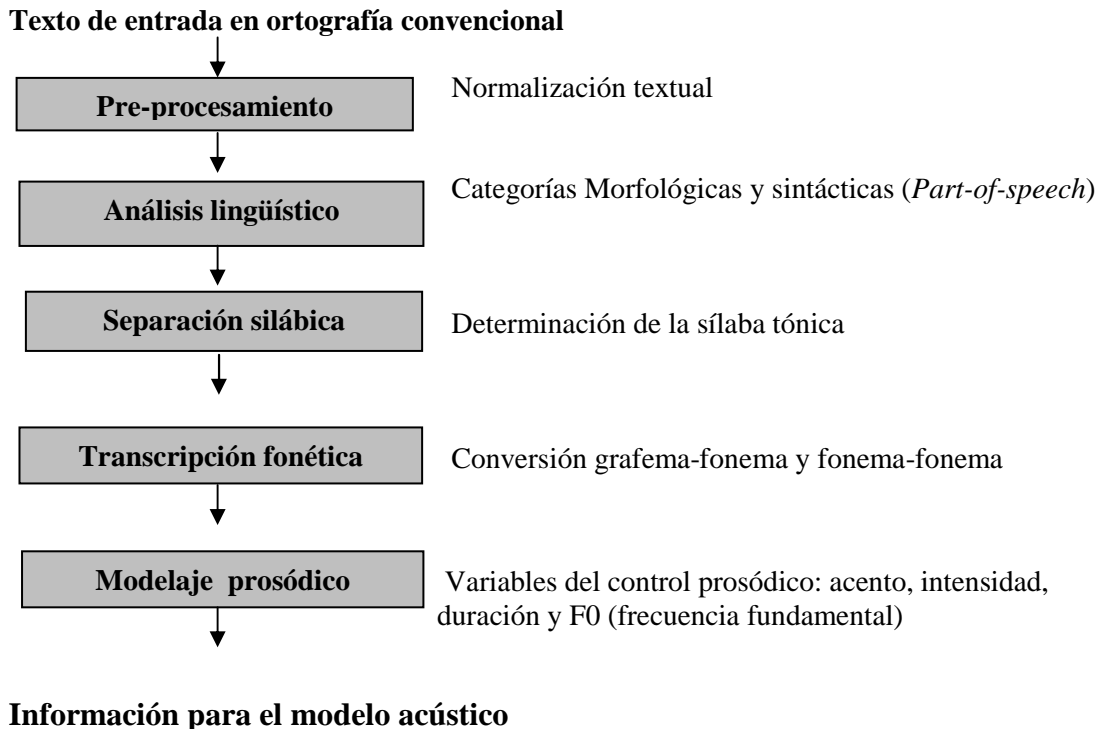 Texto de entrada en ortografía convencional
Pre-procesamiento
Normalización textual
Análisis lingüístico
Categorías Morfológicas y sintácticas (Part-of-speech)
Separación silábica
Determinación de la sílaba tónica
Transcripción fonética
Conversión grafema-fonema y fonema-fonema
Modelaje prosódico
Variables del control prosódico: acento, intensidad,
duración y F0 (frecuencia fundamental)
Información para el modelo acústico